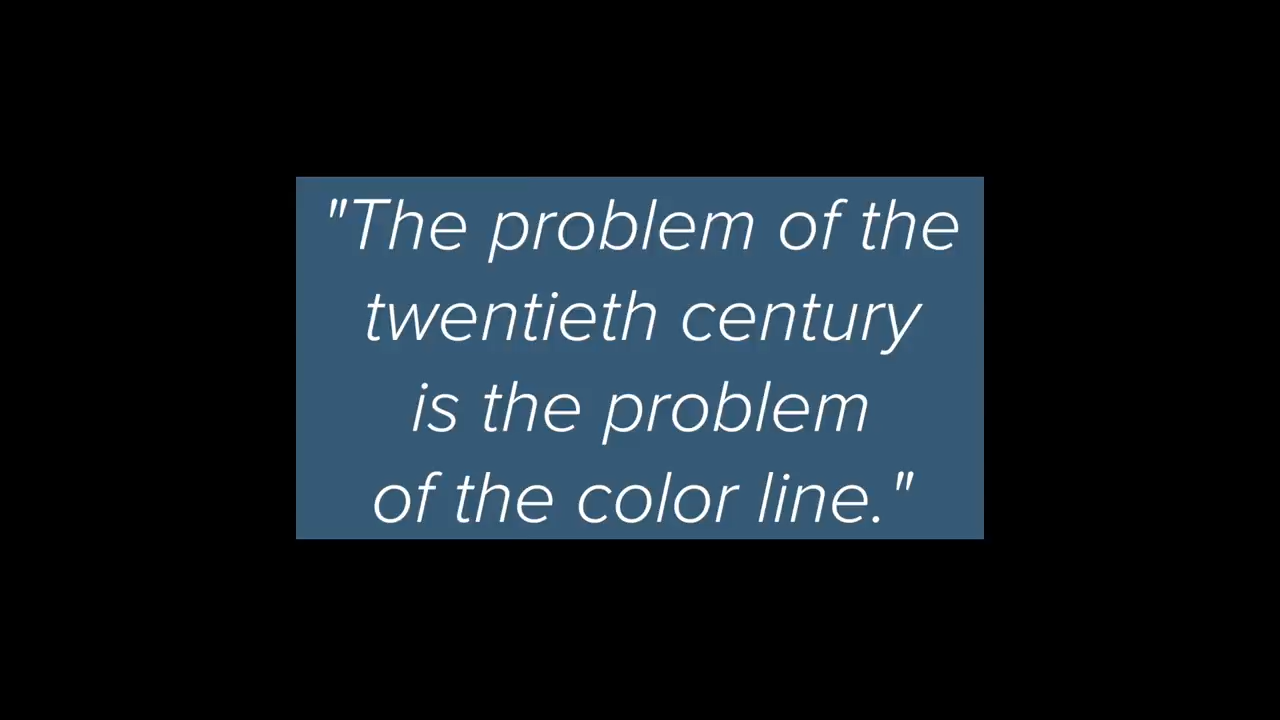 "The problem of the
twentieth century
is the problem
of the color line."